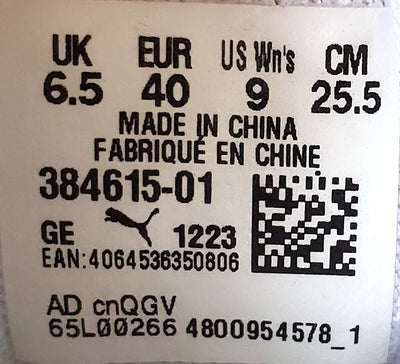 UK EUR US Wn's CM
6.5 40 9 25.5
MADE IN CHINA
FABRIQUÉ EN CHINE
384615-01
GE 1223
EAN:4064536350806
AD cnQGV
65L00266 4800954578_1